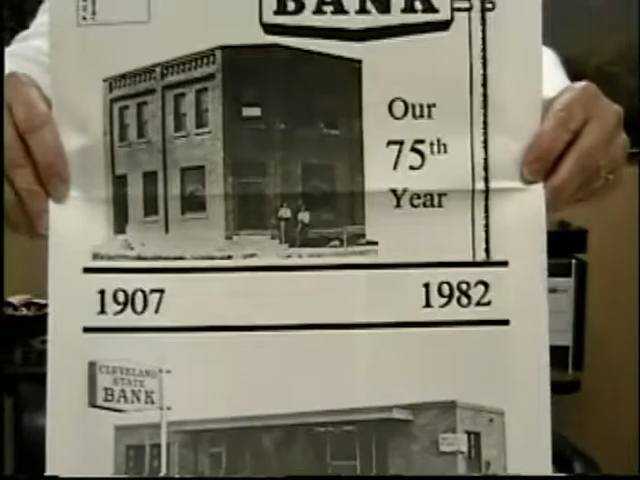 BANK
Our
75th
Year
1907 1982
CLEVELAND
STATE
BANK